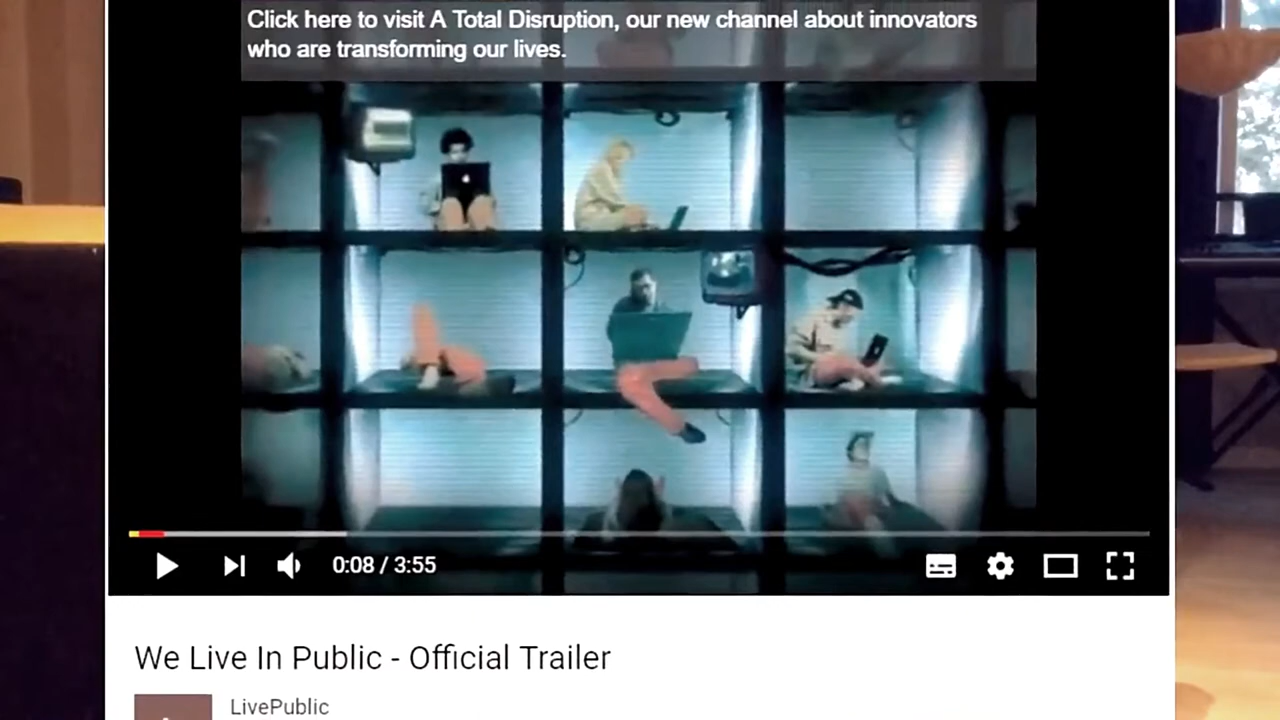 Click here to visit A Total Disruption, our new channel about innovators
who are transforming our lives.
0:08 / 3:55
We Live In Public - Official Trailer
LivePublic